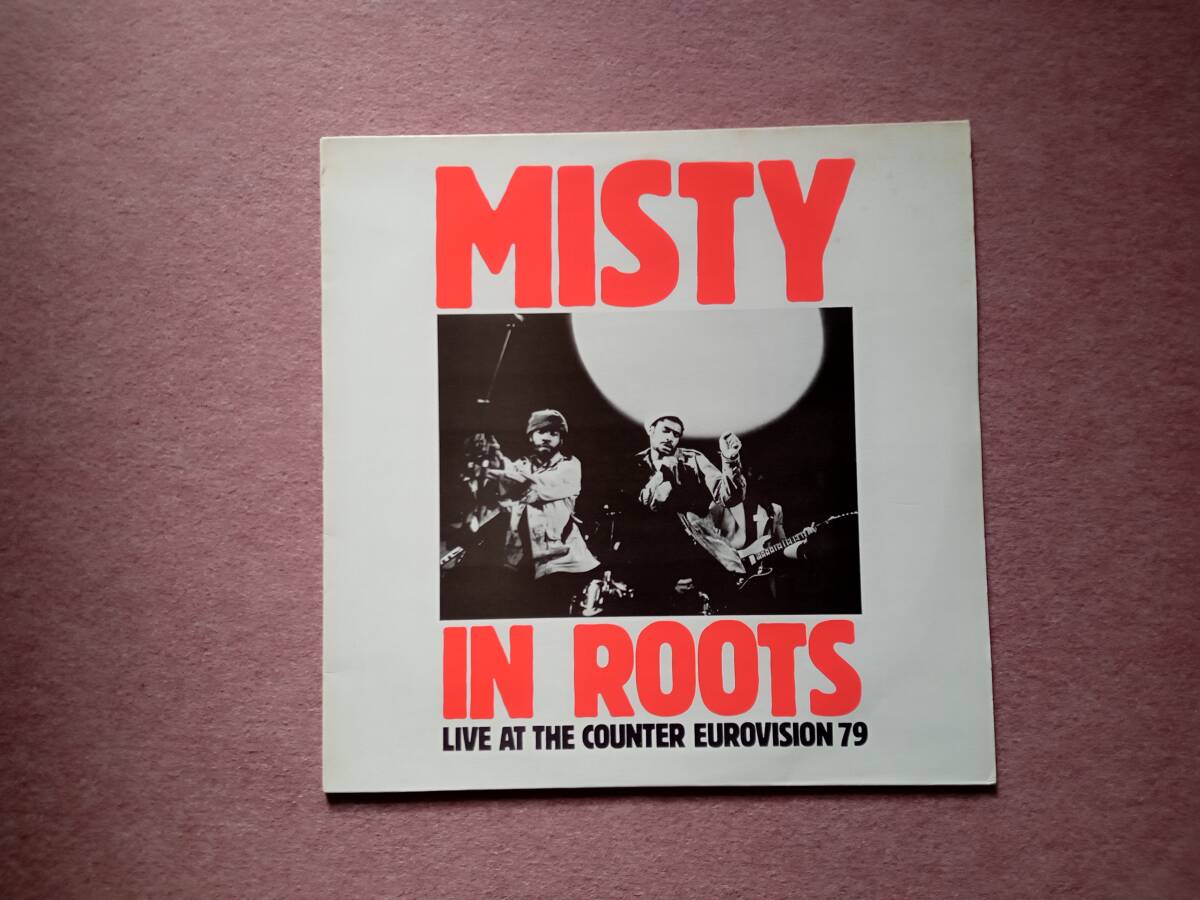 MISTY
IN ROOTS
LIVE AT THE COUNTER EUROVISION 79